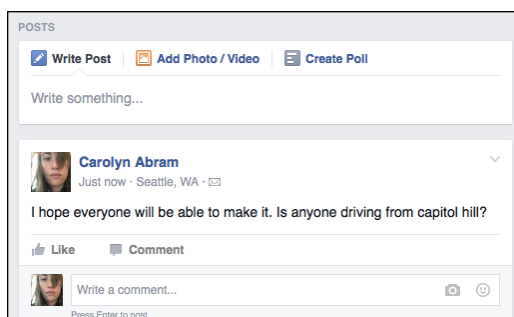 POSTS
Write Post Add Photo / Video Create Poll
Write something...
Carolyn Abram
Just now · Seattle, WA ·
I hope everyone will be able to make it. Is anyone driving from capitol hill?
Like Comment
Write a comment...
Press Enter to post.